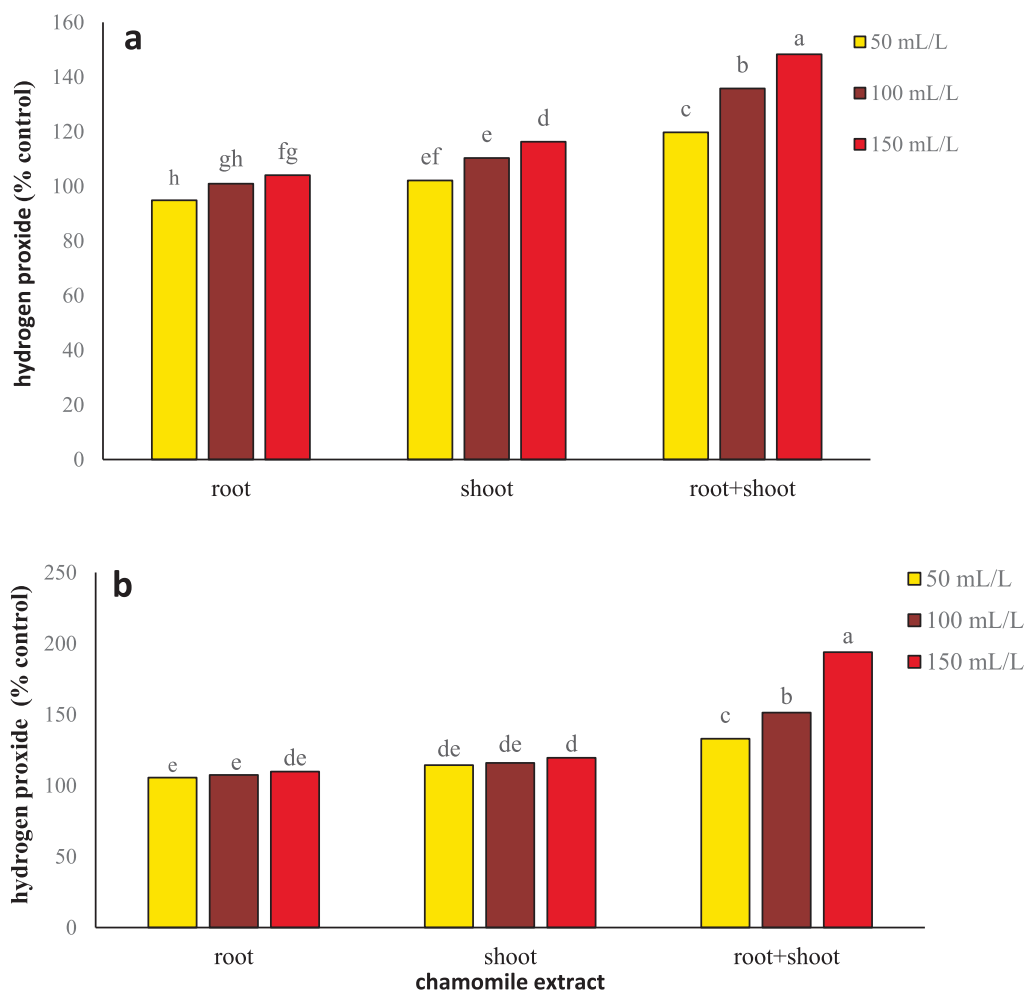 a
hydrogen proxide (% control)
160
140
120
100
80
60
40
20
0
h
gh
fg
ef
e
d
c
b
a
50 mL/L
100 mL/L
150 mL/L
root
shoot
root+shoot
b
hydrogen proxide (% control)
250
200
150
100
50
0
e
e
de
de
de
d
c
b
a
50 mL/L
100 mL/L
150 mL/L
root
shoot
root+shoot
chamomile extract